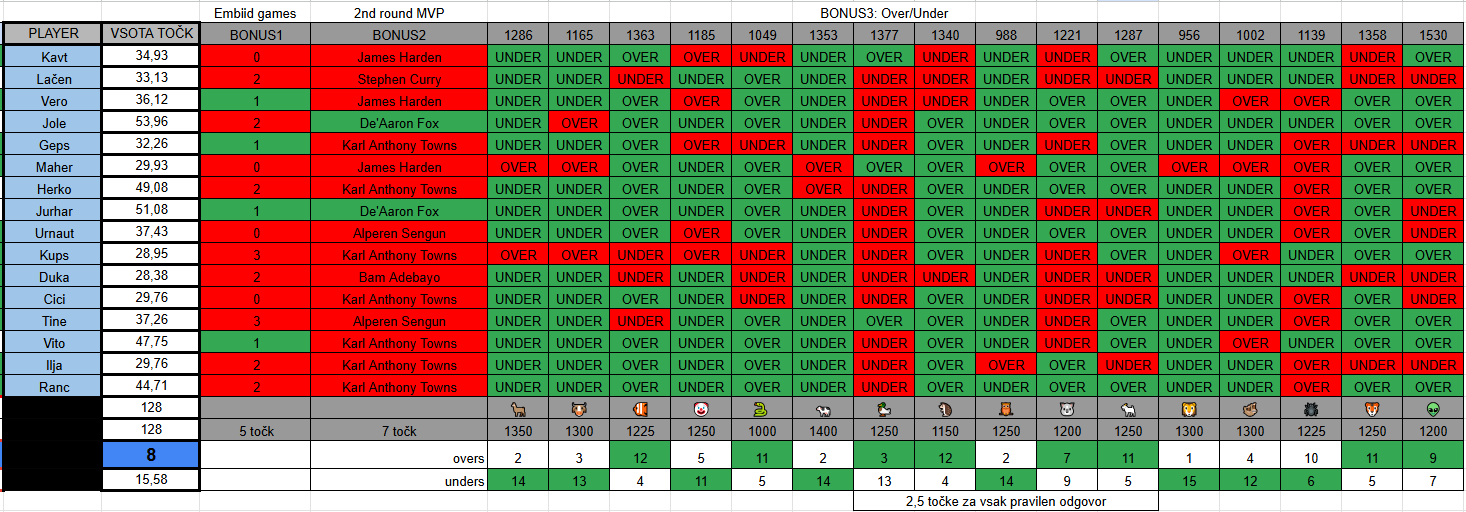 Embiid games 2nd round MVP BONUS3: Over/Under
PLAYER VSOTA TOČK BONUS1 BONUS2 1286 1165 1363 1185 1049 1353 1377 1340 988 1221 1287 956 1002 1139 1358 1530
Kavt 34,93 0 James Harden UNDER UNDER OVER OVER UNDER UNDER OVER UNDER UNDER UNDER OVER UNDER UNDER UNDER UNDER OVER
Lačen 33,13 2 Stephen Curry UNDER UNDER UNDER UNDER OVER UNDER UNDER UNDER UNDER UNDER UNDER UNDER UNDER UNDER UNDER UNDER
Vero 36,12 1 James Harden UNDER UNDER OVER OVER OVER UNDER UNDER UNDER UNDER OVER OVER UNDER OVER OVER OVER OVER
Jole 53,96 2 De'Aaron Fox UNDER OVER OVER UNDER OVER UNDER UNDER OVER UNDER OVER OVER UNDER UNDER UNDER OVER OVER
Geps 32,26 1 Karl Anthony Towns UNDER UNDER OVER OVER UNDER UNDER UNDER OVER UNDER UNDER OVER UNDER UNDER OVER UNDER UNDER
Maher 29,93 0 James Harden OVER OVER OVER UNDER OVER OVER OVER OVER OVER OVER OVER OVER OVER OVER OVER OVER
Herko 49,08 2 Karl Anthony Towns UNDER UNDER OVER UNDER OVER OVER UNDER OVER UNDER OVER OVER UNDER UNDER OVER OVER OVER
Jurhar 51,08 1 De'Aaron Fox UNDER UNDER OVER UNDER OVER UNDER UNDER OVER UNDER UNDER UNDER UNDER UNDER OVER OVER UNDER
Urnaut 37,43 0 Alperen Sengun UNDER UNDER OVER OVER OVER UNDER UNDER OVER UNDER OVER OVER UNDER UNDER OVER OVER UNDER
Kups 28,95 3 Karl Anthony Towns OVER OVER UNDER OVER UNDER UNDER UNDER OVER UNDER UNDER OVER UNDER OVER UNDER OVER OVER
Duka 28,38 2 Bam Adebayo UNDER UNDER UNDER UNDER UNDER UNDER UNDER UNDER UNDER UNDER UNDER UNDER UNDER UNDER UNDER UNDER
Cici 29,76 0 Karl Anthony Towns UNDER UNDER OVER UNDER UNDER UNDER UNDER OVER UNDER UNDER UNDER UNDER UNDER OVER OVER UNDER
Tine 37,26 3 Alperen Sengun UNDER UNDER UNDER UNDER OVER UNDER OVER OVER UNDER UNDER OVER UNDER UNDER OVER OVER OVER
Vito 47,75 1 Karl Anthony Towns UNDER UNDER OVER UNDER OVER UNDER UNDER OVER UNDER UNDER OVER UNDER OVER UNDER OVER OVER
Ilja 29,76 2 Karl Anthony Towns UNDER UNDER OVER UNDER OVER UNDER UNDER OVER OVER OVER UNDER UNDER UNDER OVER UNDER UNDER
Ranc 44,71 2 Karl Anthony Towns UNDER UNDER OVER UNDER OVER UNDER UNDER OVER UNDER OVER OVER UNDER UNDER OVER OVER OVER
128
128 5 točk 7 točk 1350 1300 1225 1250 1000 1400 1250 1150 1250 1200 1250 1300 1300 1225 1250 1200
8 overs 2 3 12 5 11 2 3 12 2 7 11 1 4 10 11 9
15,58 unders 14 13 4 11 5 14 13 4 14 9 5 15 12 6 5 7
2,5 točke za vsak pravilen odgovor